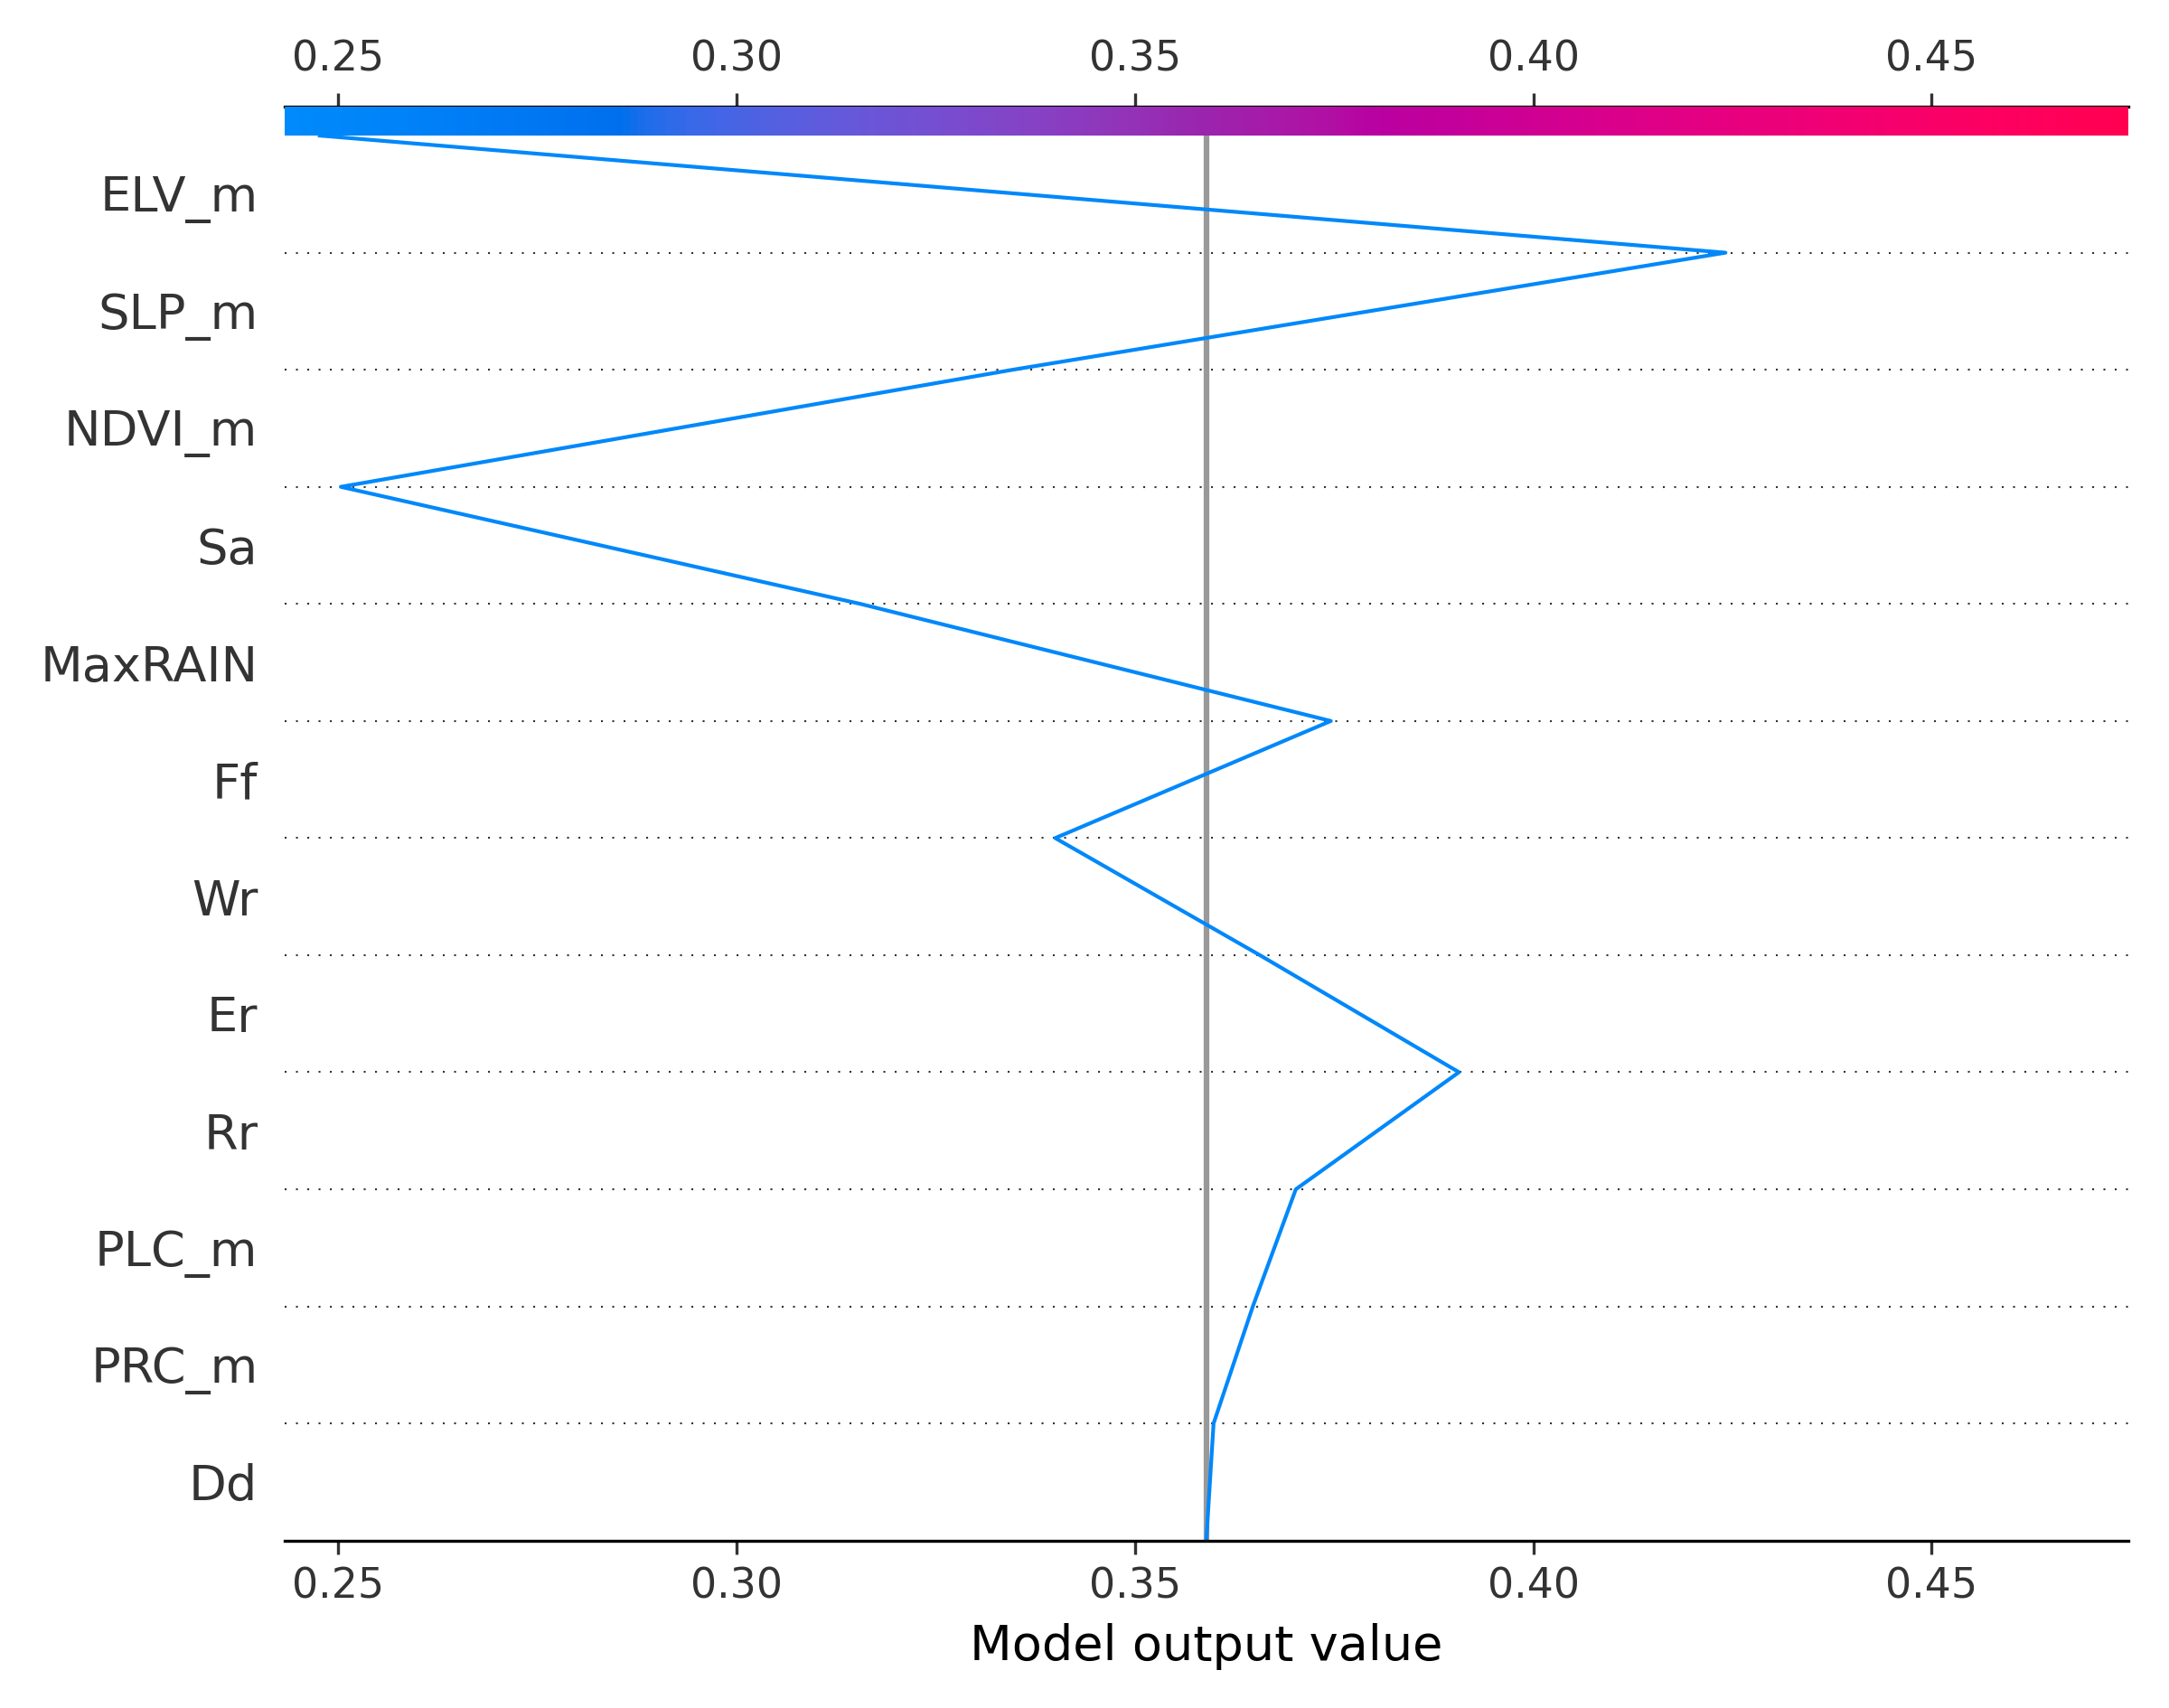 0.25 0.30 0.35 0.40 0.45
ELV_m
SLP_m
NDVI_m
Sa
MaxRAIN
Ff
Wr
Er
Rr
PLC_m
PRC_m
Dd
0.25 0.30 0.35 0.40 0.45
Model output value